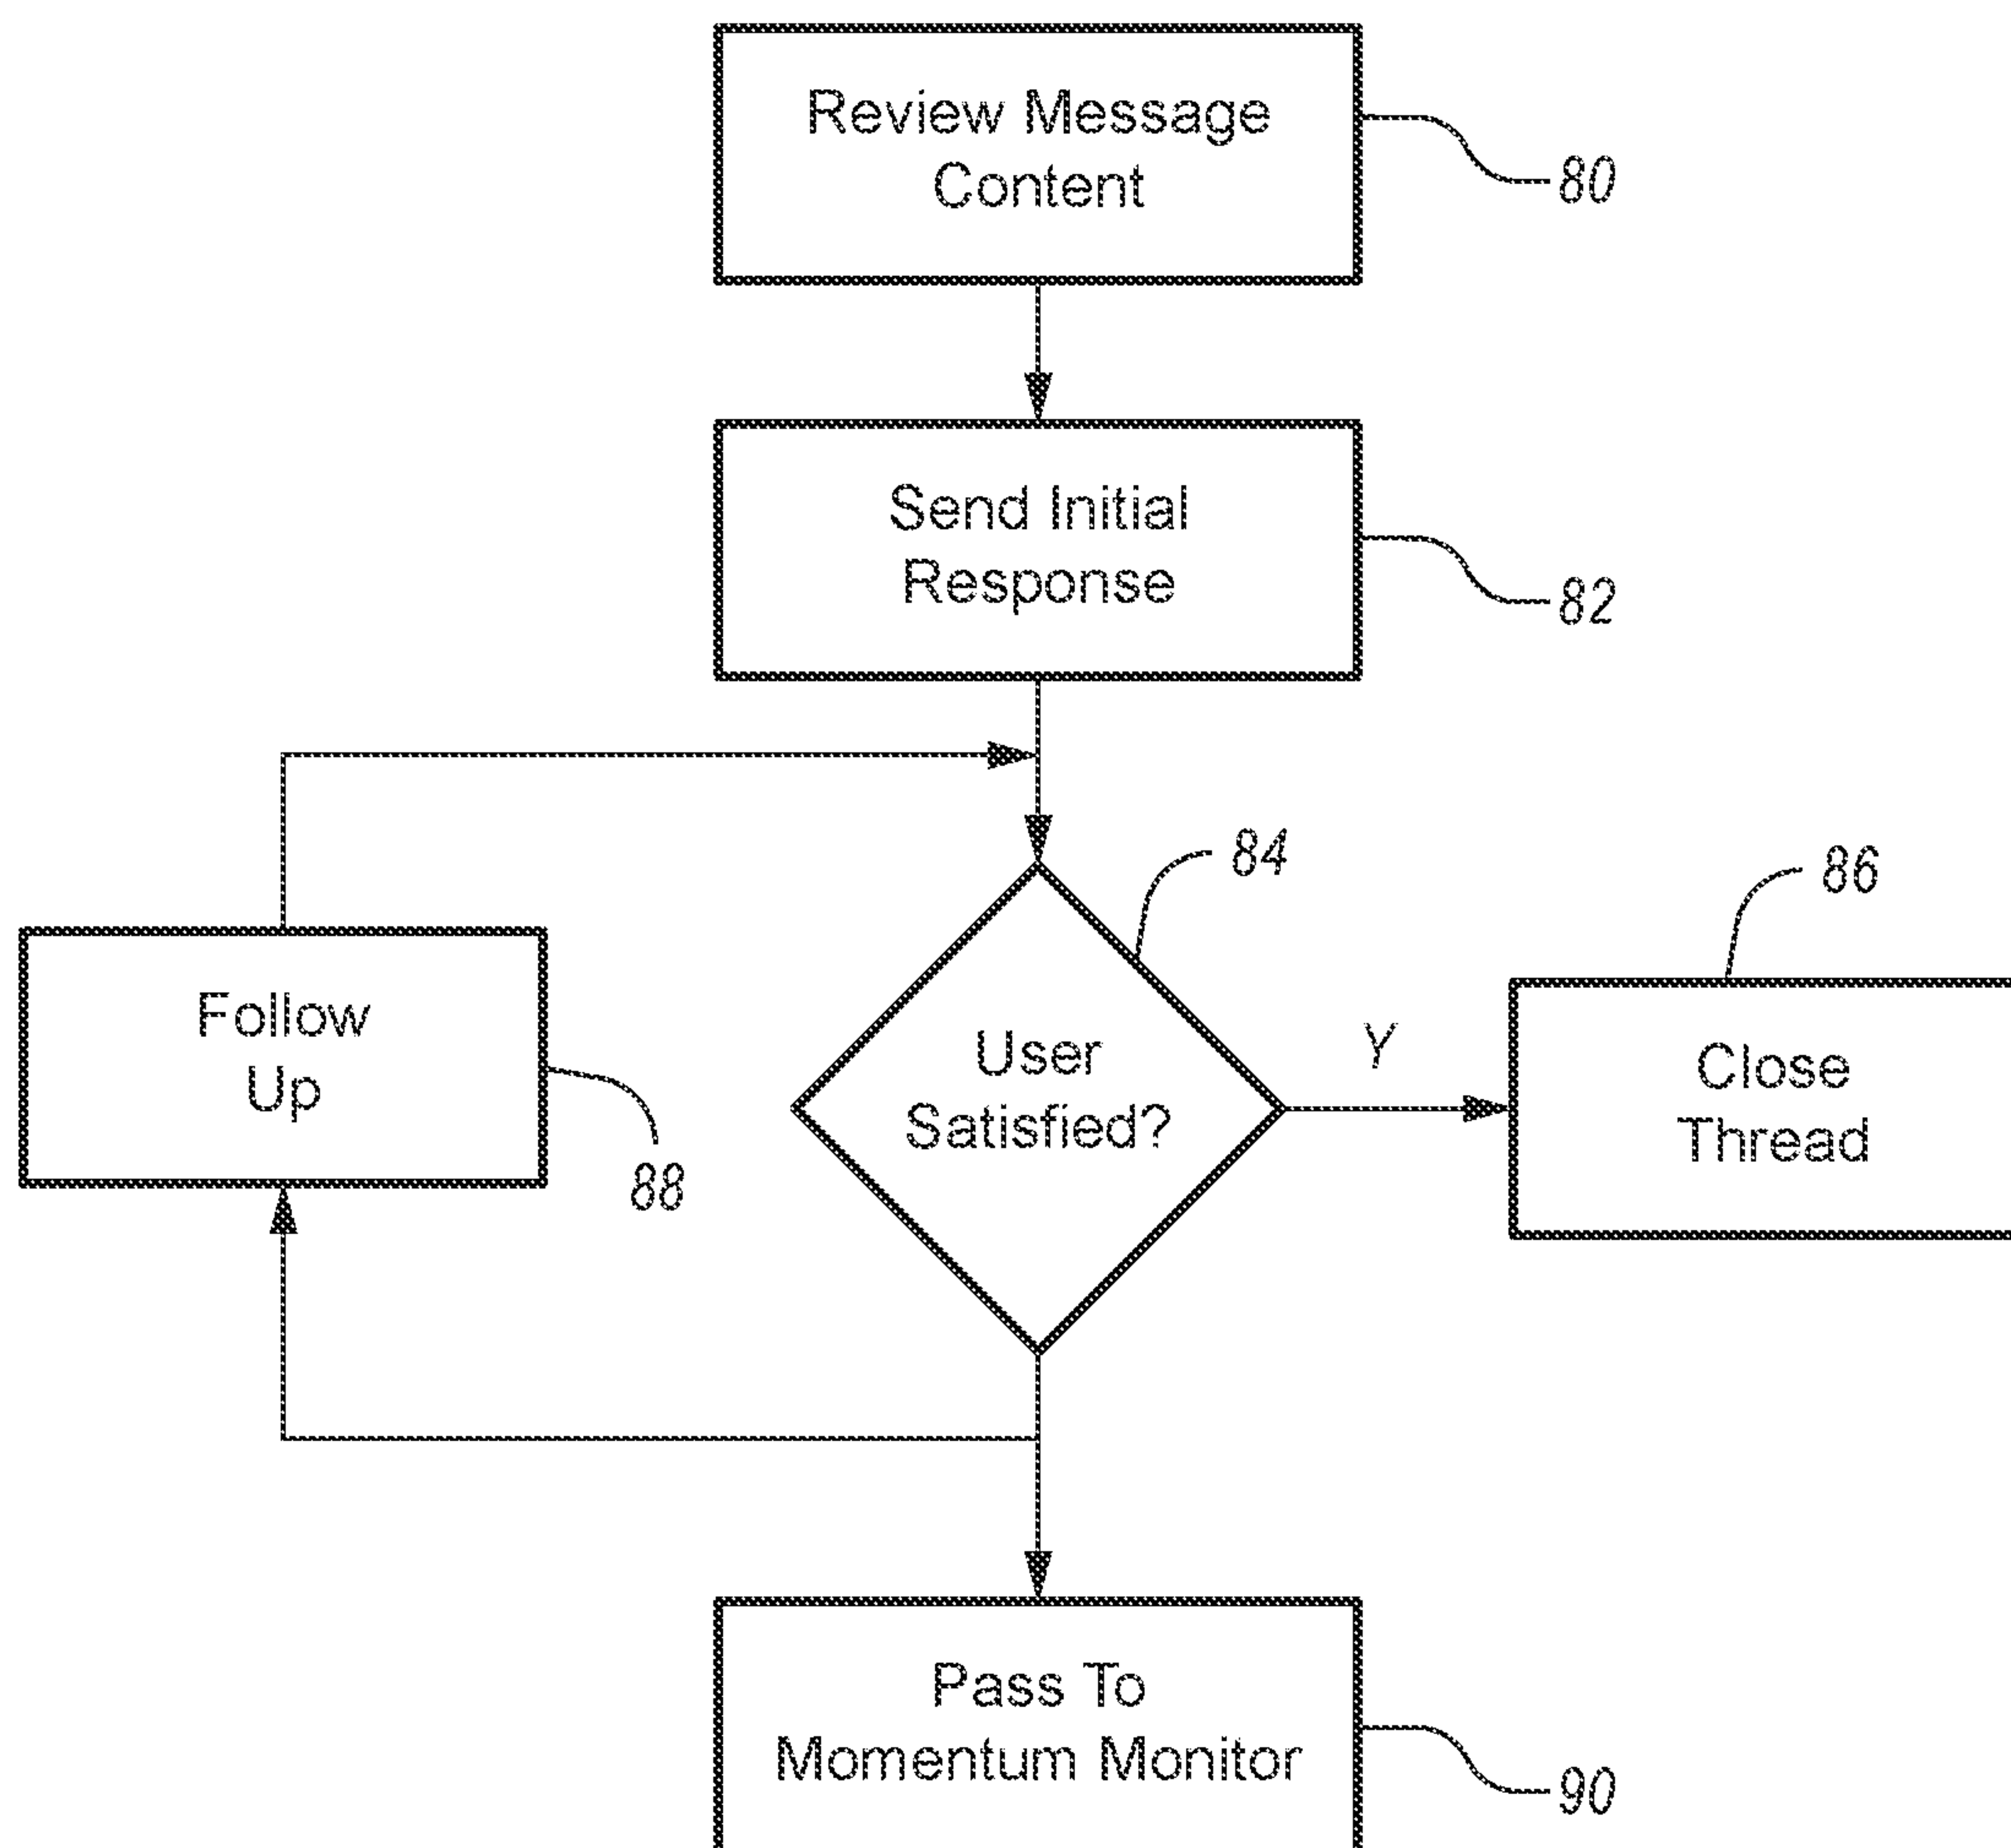 Review Message
Content
80
Send Initial
Response
82
84
86
Follow
Up
88
User
Satisfied?
Y
Close
Thread
Pass To
Momentum Monitor
90